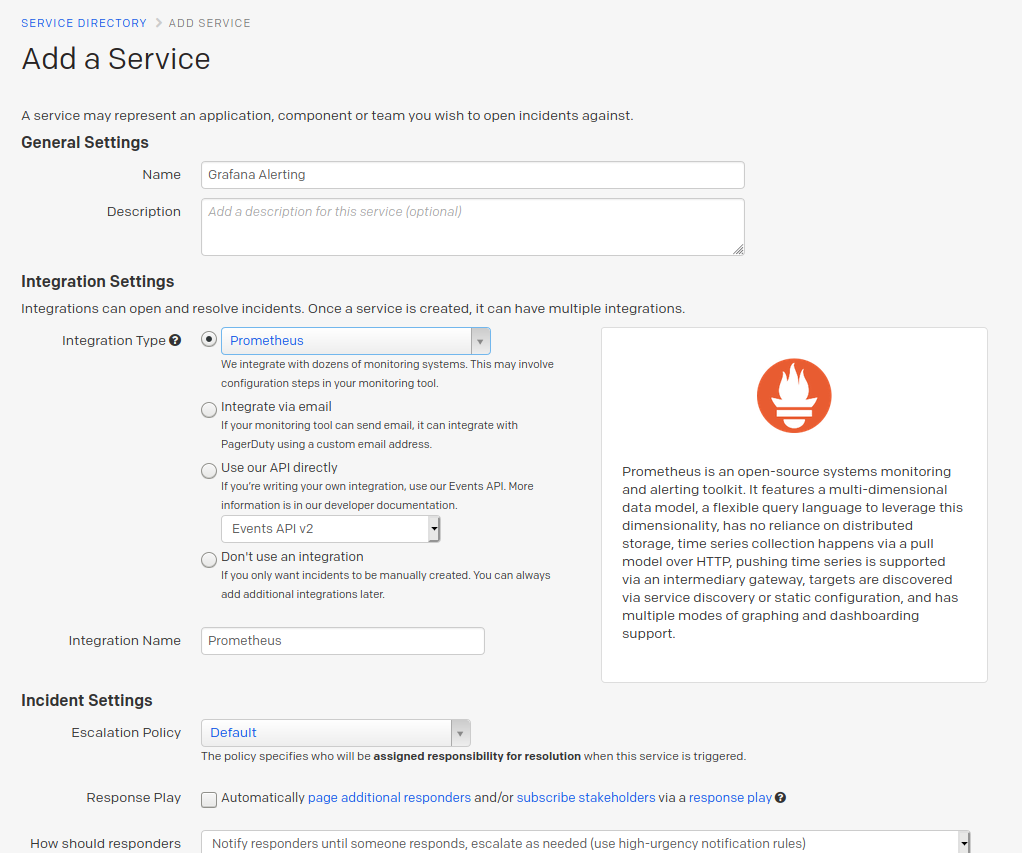 SERVICE DIRECTORY > ADD SERVICE
Add a Service
A service may represent an application, component or team you wish to open incidents against.
General Settings
Name Grafana Alerting
Description Add a description for this service (optional)
Integration Settings
Integrations can open and resolve incidents. Once a service is created, it can have multiple integrations.
Integration Type ? Prometheus
We integrate with dozens of monitoring systems. This may involve
configuration steps in your monitoring tool.
Integrate via email
If your monitoring tool can send email, it can integrate with
PagerDuty using a custom email address.
Use our API directly
If you're writing your own integration, use our Events API. More
information is in our developer documentation.
Events API v2
Don't use an integration
If you only want incidents to be manually created. You can always
add additional integrations later.
Prometheus is an open-source systems monitoring
and alerting toolkit. It features a multi-dimensional
data model, a flexible query language to leverage this
dimensionality, has no reliance on distributed
storage, time series collection happens via a pull
model over HTTP, pushing time series is supported
via an intermediary gateway, targets are discovered
via service discovery or static configuration, and has
multiple modes of graphing and dashboarding
support.
Integration Name Prometheus
Incident Settings
Escalation Policy Default
The policy specifies who will be assigned responsibility for resolution when this service is triggered.
Response Play Automatically page additional responders and/or subscribe stakeholders via a response play ?
How should responders Notify responders until someone responds, escalate as needed (use high-urgency notification rules)